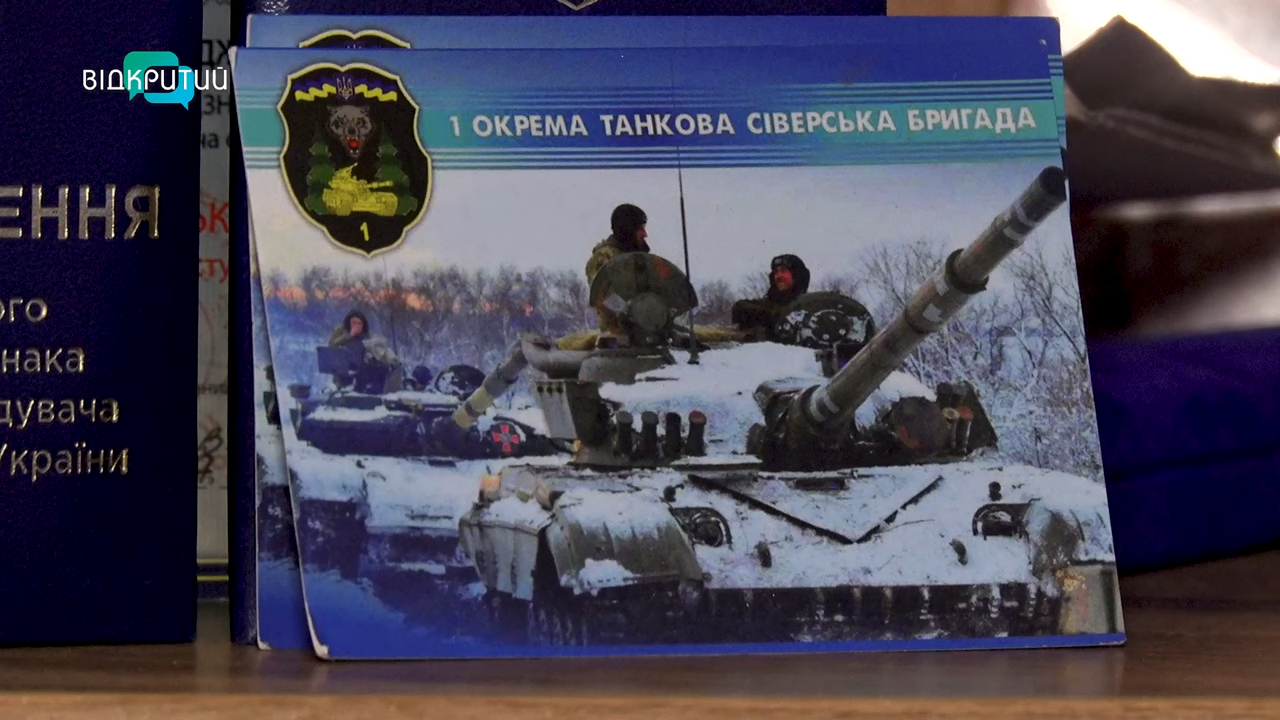 ВІДКРИТИЙ
1 ОКРЕМА ТАНКОВА СІВЕРСЬКА БРИГАДА
1
ЕННЯ
ого
нака
дувача
України